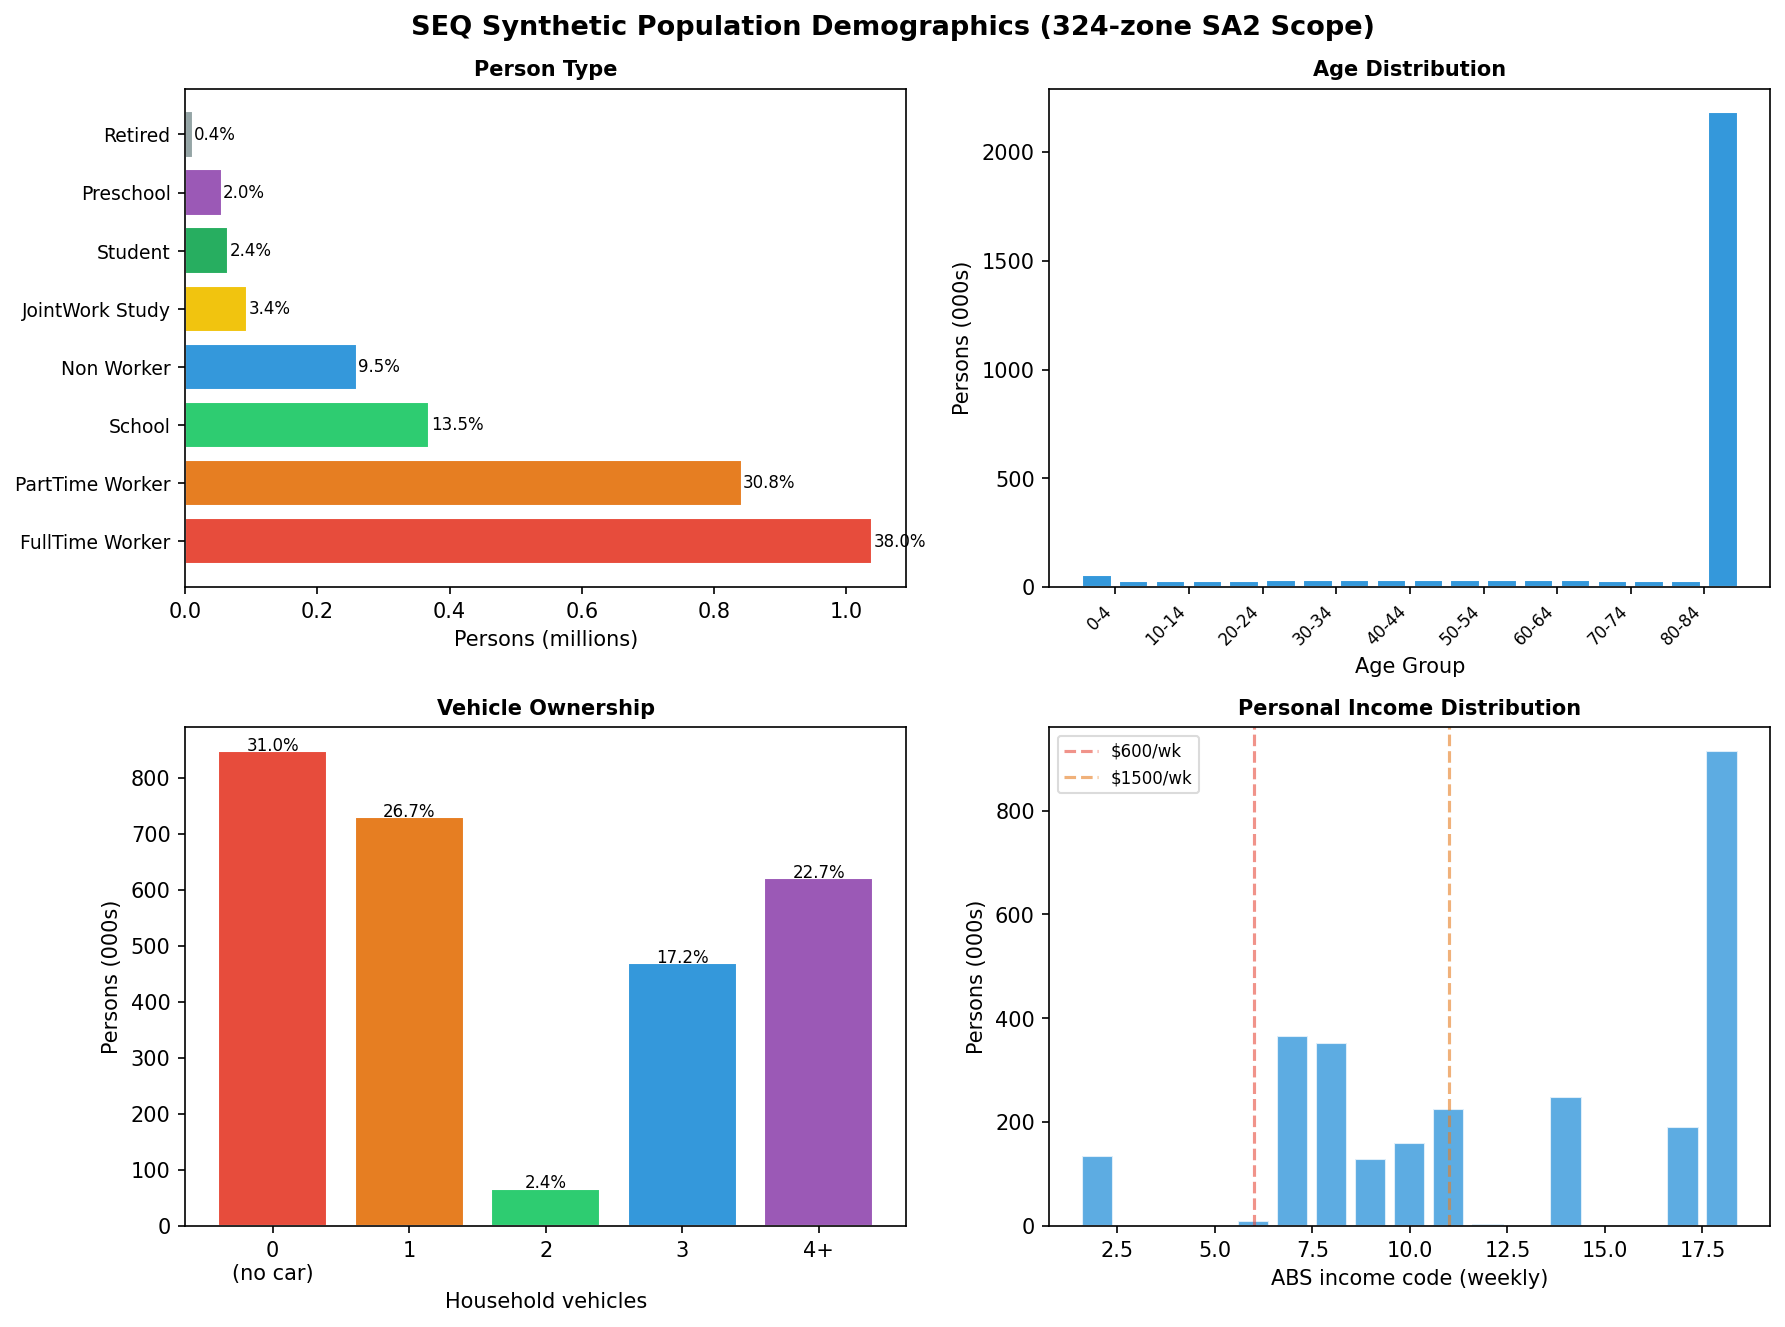 SEQ Synthetic Population Demographics (324-zone SA2 Scope)
Person Type
Retired
0.4%
Preschool
2.0%
Student
2.4%
JointWork Study
3.4%
Non Worker
9.5%
School
13.5%
PartTime Worker
30.8%
FullTime Worker
38.0%
0.0 0.2 0.4 0.6 0.8 1.0
Persons (millions)
Age Distribution
Persons (000s)
2000
1500
1000
500
0
0-4 10-14 20-24 30-34 40-44 50-54 60-64 70-74 80-84
Age Group
Vehicle Ownership
Persons (000s)
800
700
600
500
400
300
200
100
0
31.0%
26.7%
2.4%
17.2%
22.7%
0 1 2 3 4+
(no car)
Household vehicles
Personal Income Distribution
$600/wk
$1500/wk
Persons (000s)
800
600
400
200
0
2.5 5.0 7.5 10.0 12.5 15.0 17.5
ABS income code (weekly)